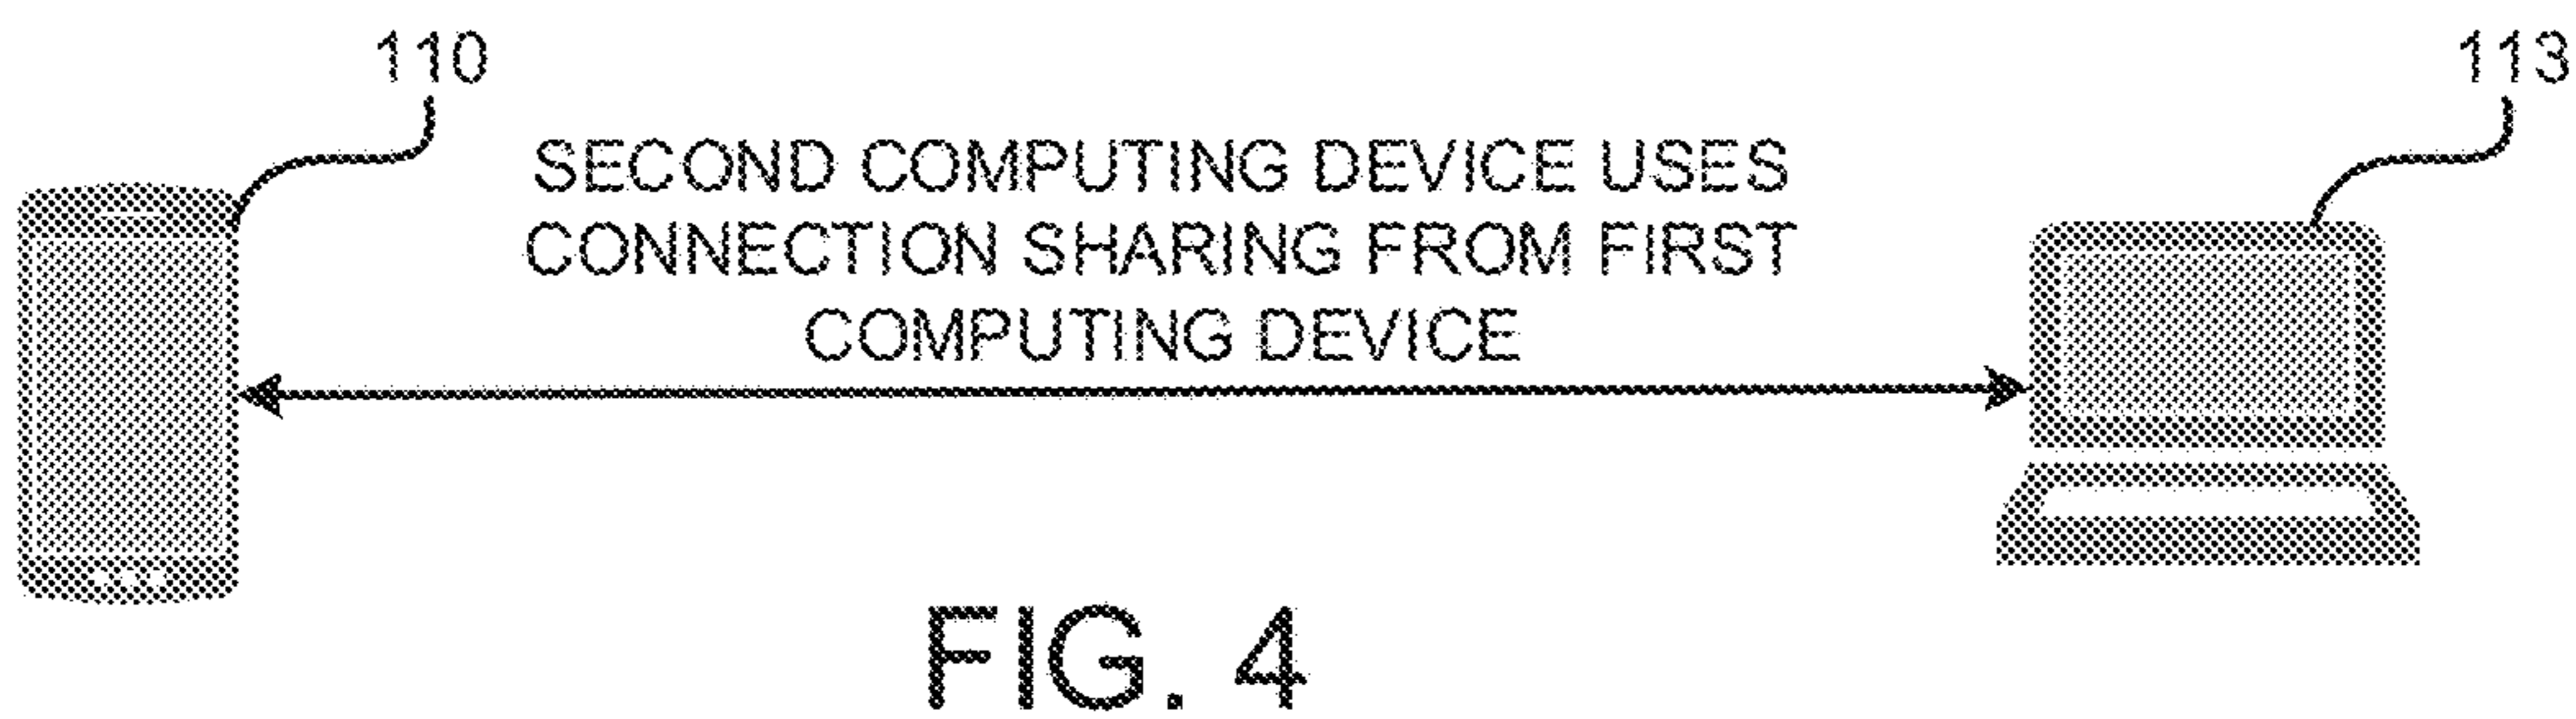 110
113
SECOND COMPUTING DEVICE USES
CONNECTION SHARING FROM FIRST
COMPUTING DEVICE
FIG. 4